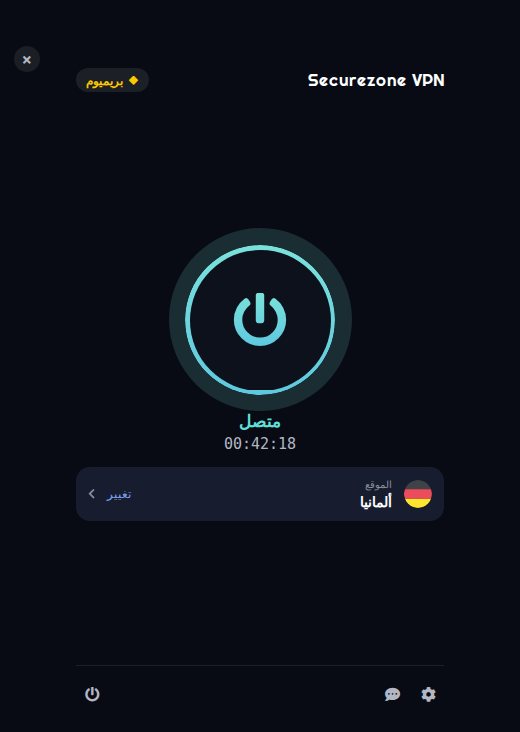 Securezone VPN
بريميوم
متصل
00:42:18
الموقع
ألمانيا
تغيير